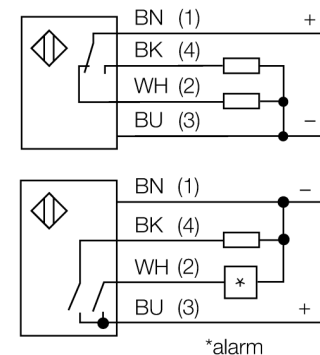 BN (1) +
BK (4)
WH (2)
BU (3) –
BN (1) –
BK (4)
WH (2) *
BU (3) +
*alarm